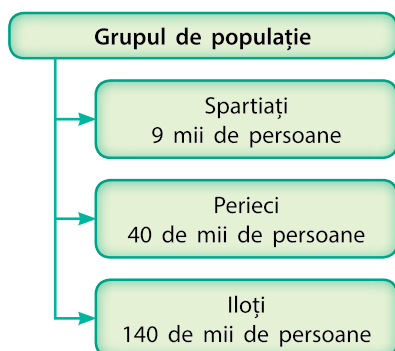 Grupul de populație
Spartiați
9 mii de persoane
Perieci
40 de mii de persoane
Iloți
140 de mii de persoane